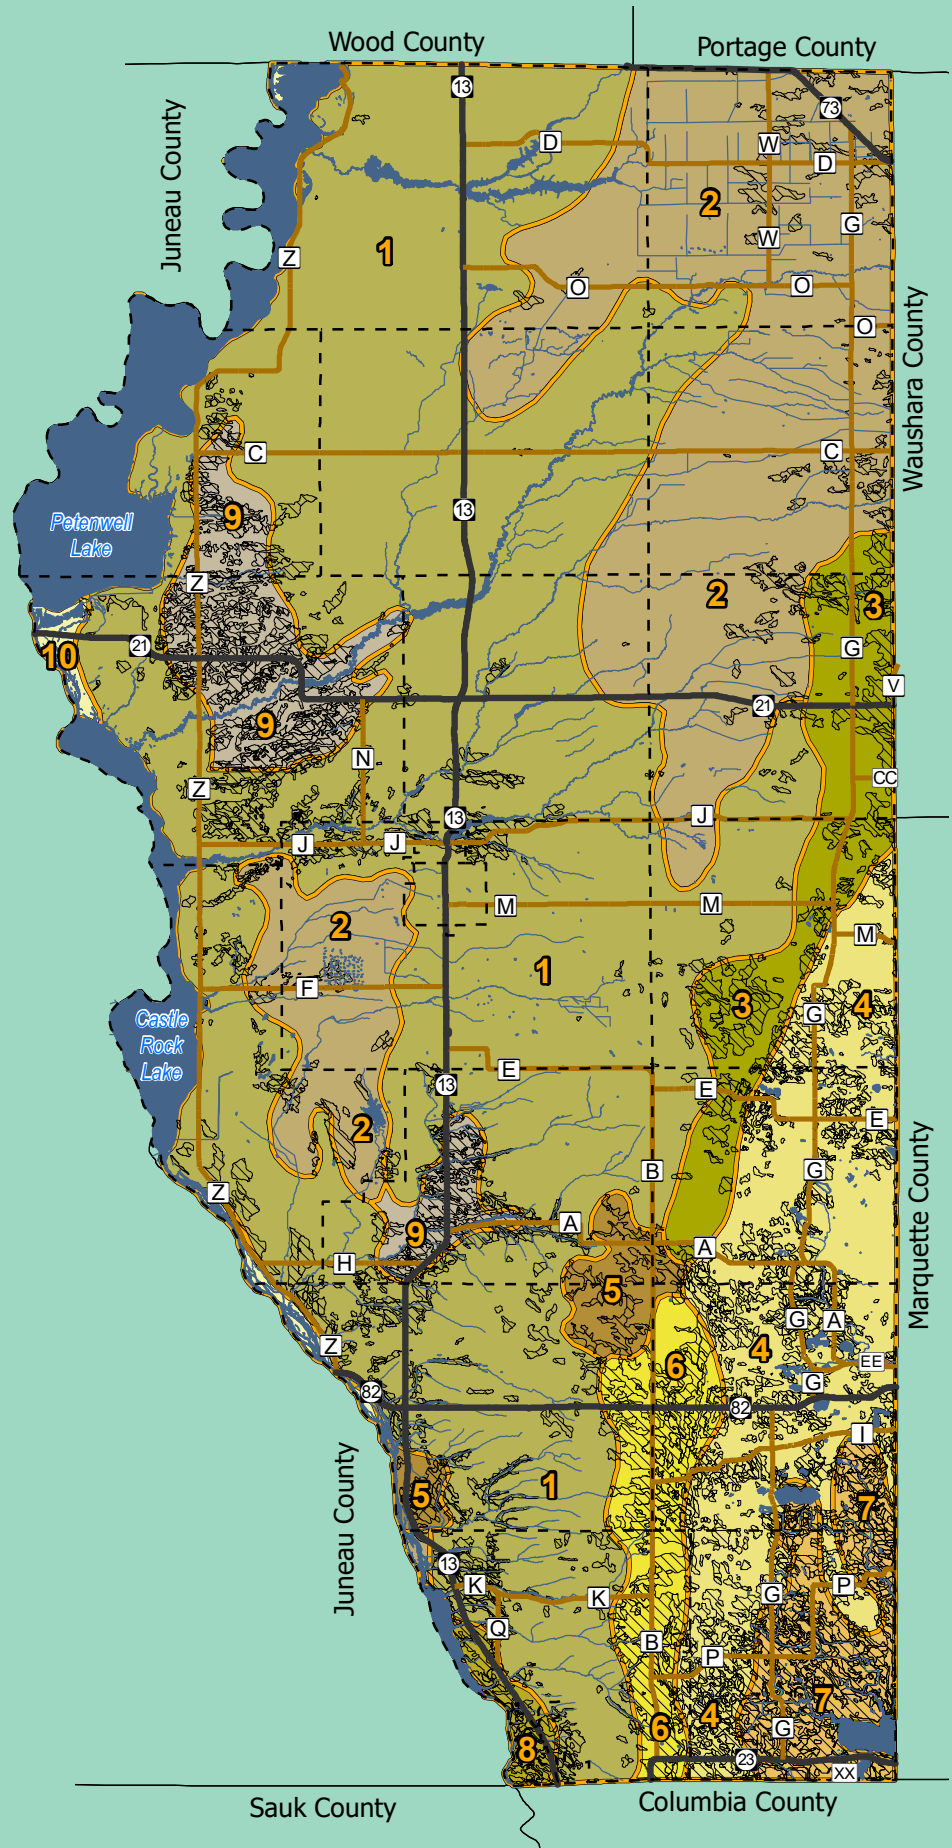 Wood County
Portage County
13
73
D
W
D
Juneau County
2
W
G
1
Z
O
O
O
Waushara County
C
C
9
13
Petenwell
Lake
Z
2
3
21
10
G
V
21
9
N
CC
Z
13
J
J
J
M
M
2
M
1
F
3
G
4
Castle
Rock
Lake
E
13
E
E
2
B
G
Z
Marquette County
A
9
A
H
5
G
A
Z
4
EE
6
G
82
82
I
Juneau County
5
1
7
13
K
K
G
P
Q
B
P
7
6
4
G
8
23
XX
Sauk County
Columbia County